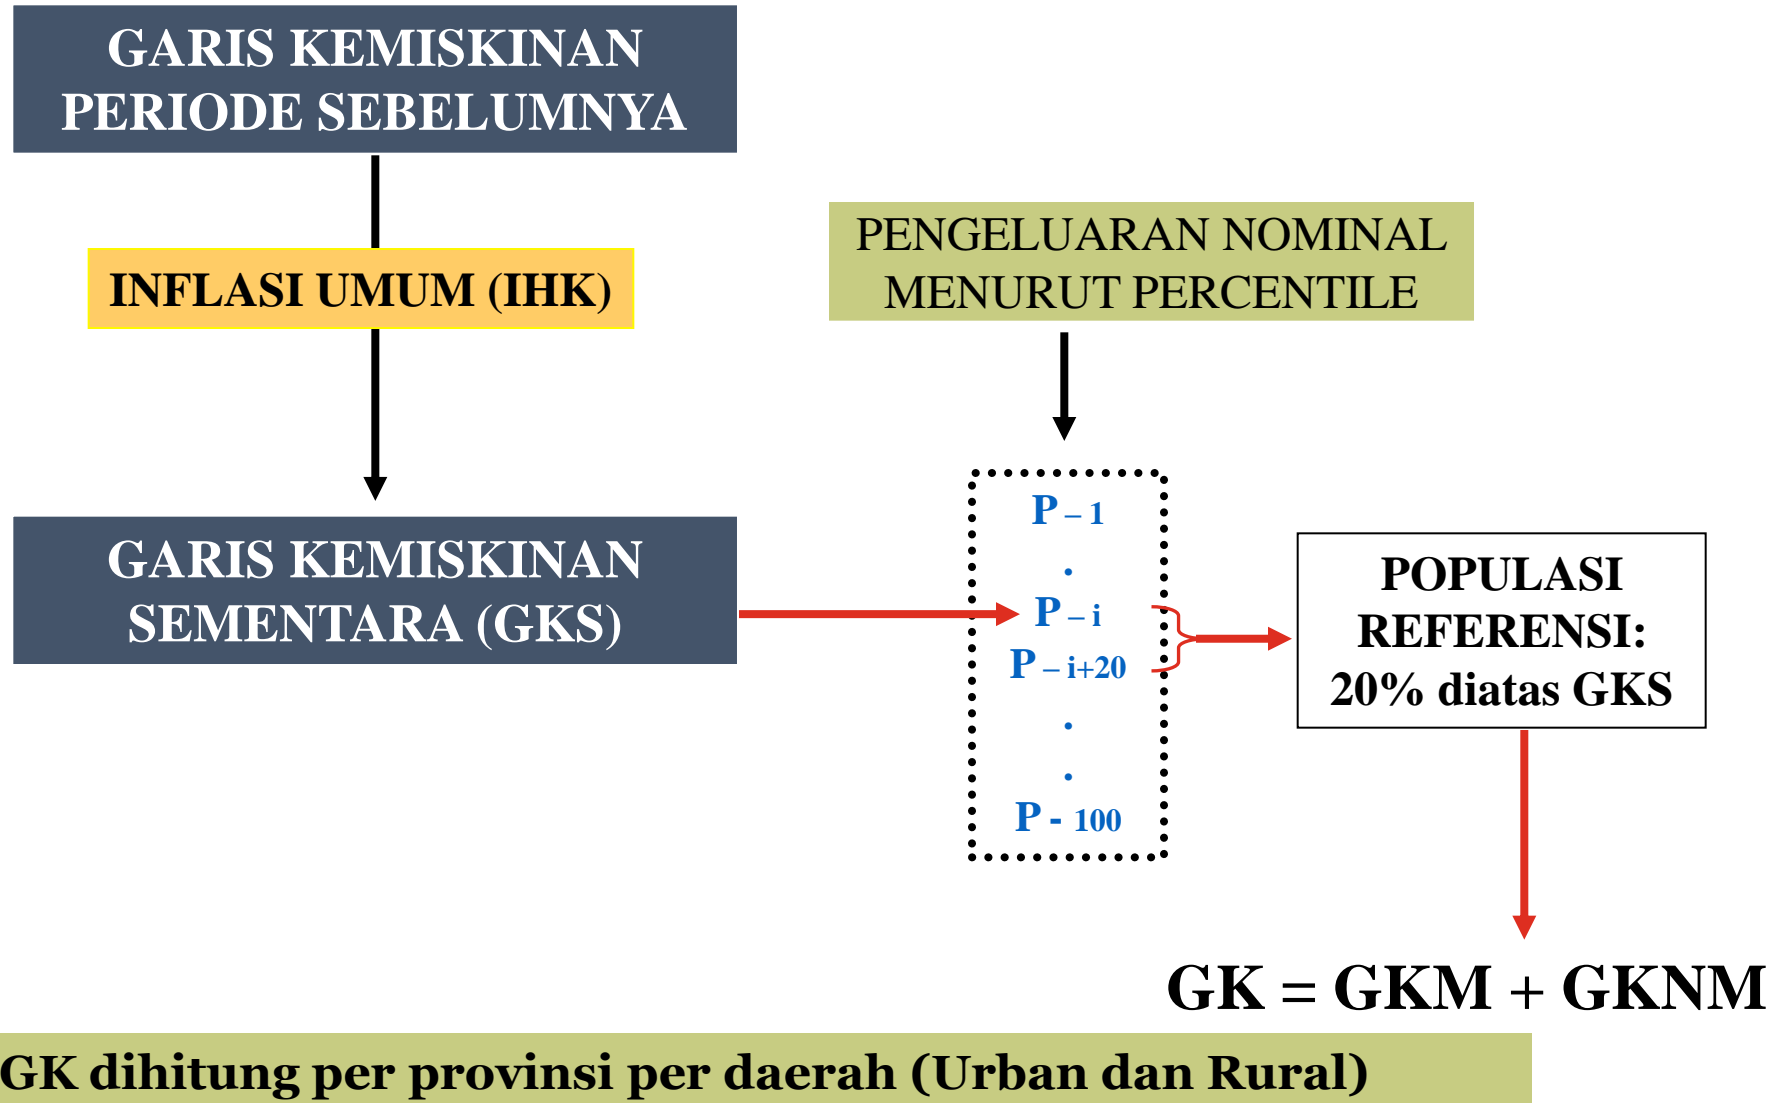 GARIS KEMISKINAN
PERIODE SEBELUMNYA
INFLASI UMUM (IHK)
GARIS KEMISKINAN
SEMENTARA (GKS)
PENGELUARAN NOMINAL
MENURUT PERCENTILE
P – 1
.
P – i
P – i+20
.
.
P - 100
POPULASI
REFERENSI:
20% diatas GKS
GK = GKM + GKNM
GK dihitung per provinsi per daerah (Urban dan Rural)